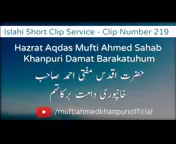 Islahi Short Clip Service - Clip Number 219
Hazrat Aqdas Mufti Ahmed Sahab
Khanpuri Damat Barakatuhum
حضرت اقدس مفتی احمد صاحب
خانپوری دامت برکاتہم
/muftiahmedkhanpuriofficial